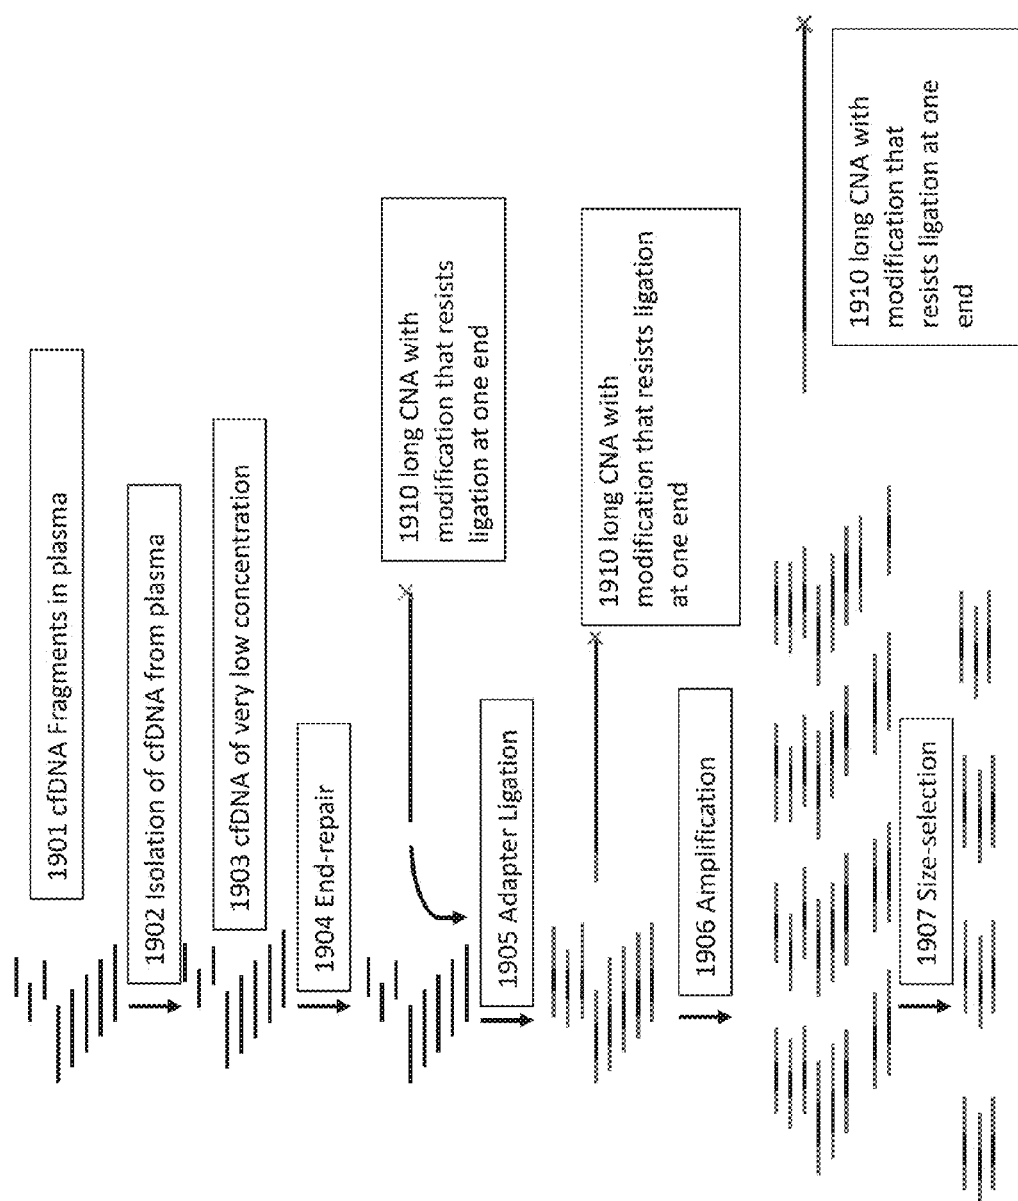 1901 cfDNA Fragments in plasma
1902 Isolation of cfDNA from plasma
1903 cfDNA of very low concentration
1904 End-repair
1910 long CNA with
modification that resists
ligation at one end
1905 Adapter Ligation
1910 long CNA with
modification that resists ligation
at one end
1906 Amplification
1910 long CNA with
modification that
resists ligation at one
end
1907 Size-selection